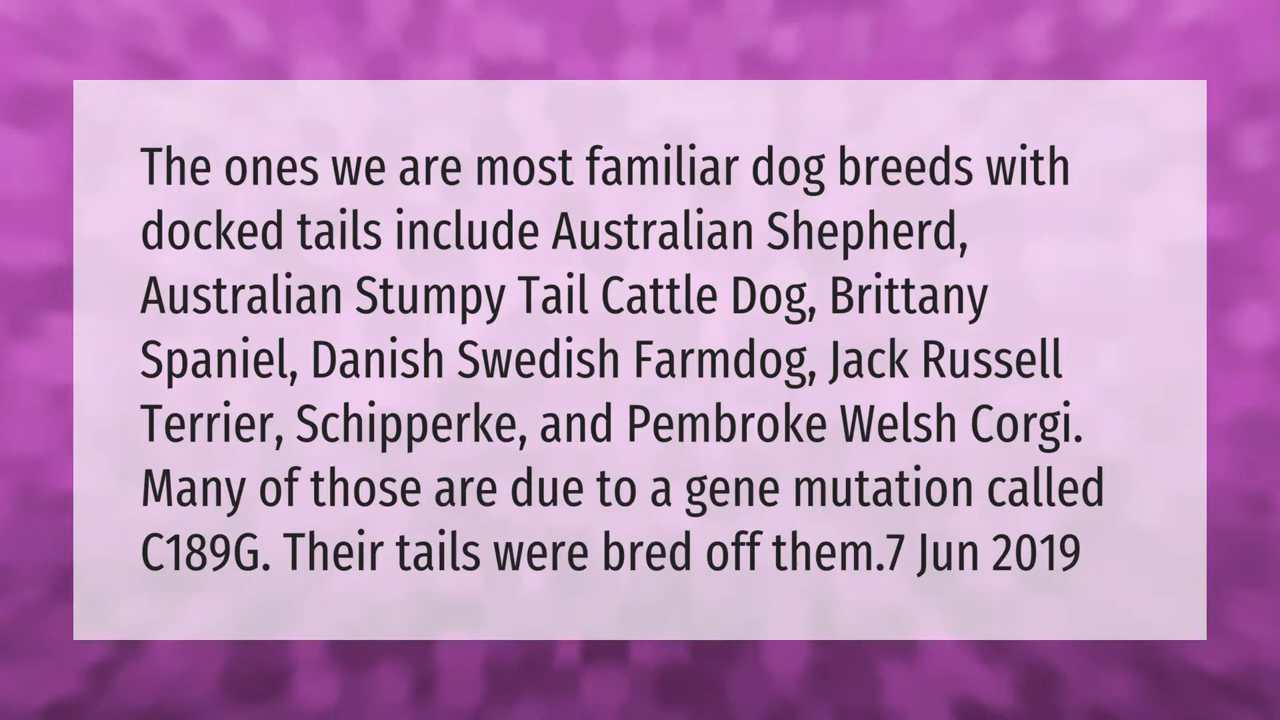 The ones we are most familiar dog breeds with
docked tails include Australian Shepherd,
Australian Stumpy Tail Cattle Dog, Brittany
Spaniel, Danish Swedish Farmdog, Jack Russell
Terrier, Schipperke, and Pembroke Welsh Corgi.
Many of those are due to a gene mutation called
C189G. Their tails were bred off them.7 Jun 2019